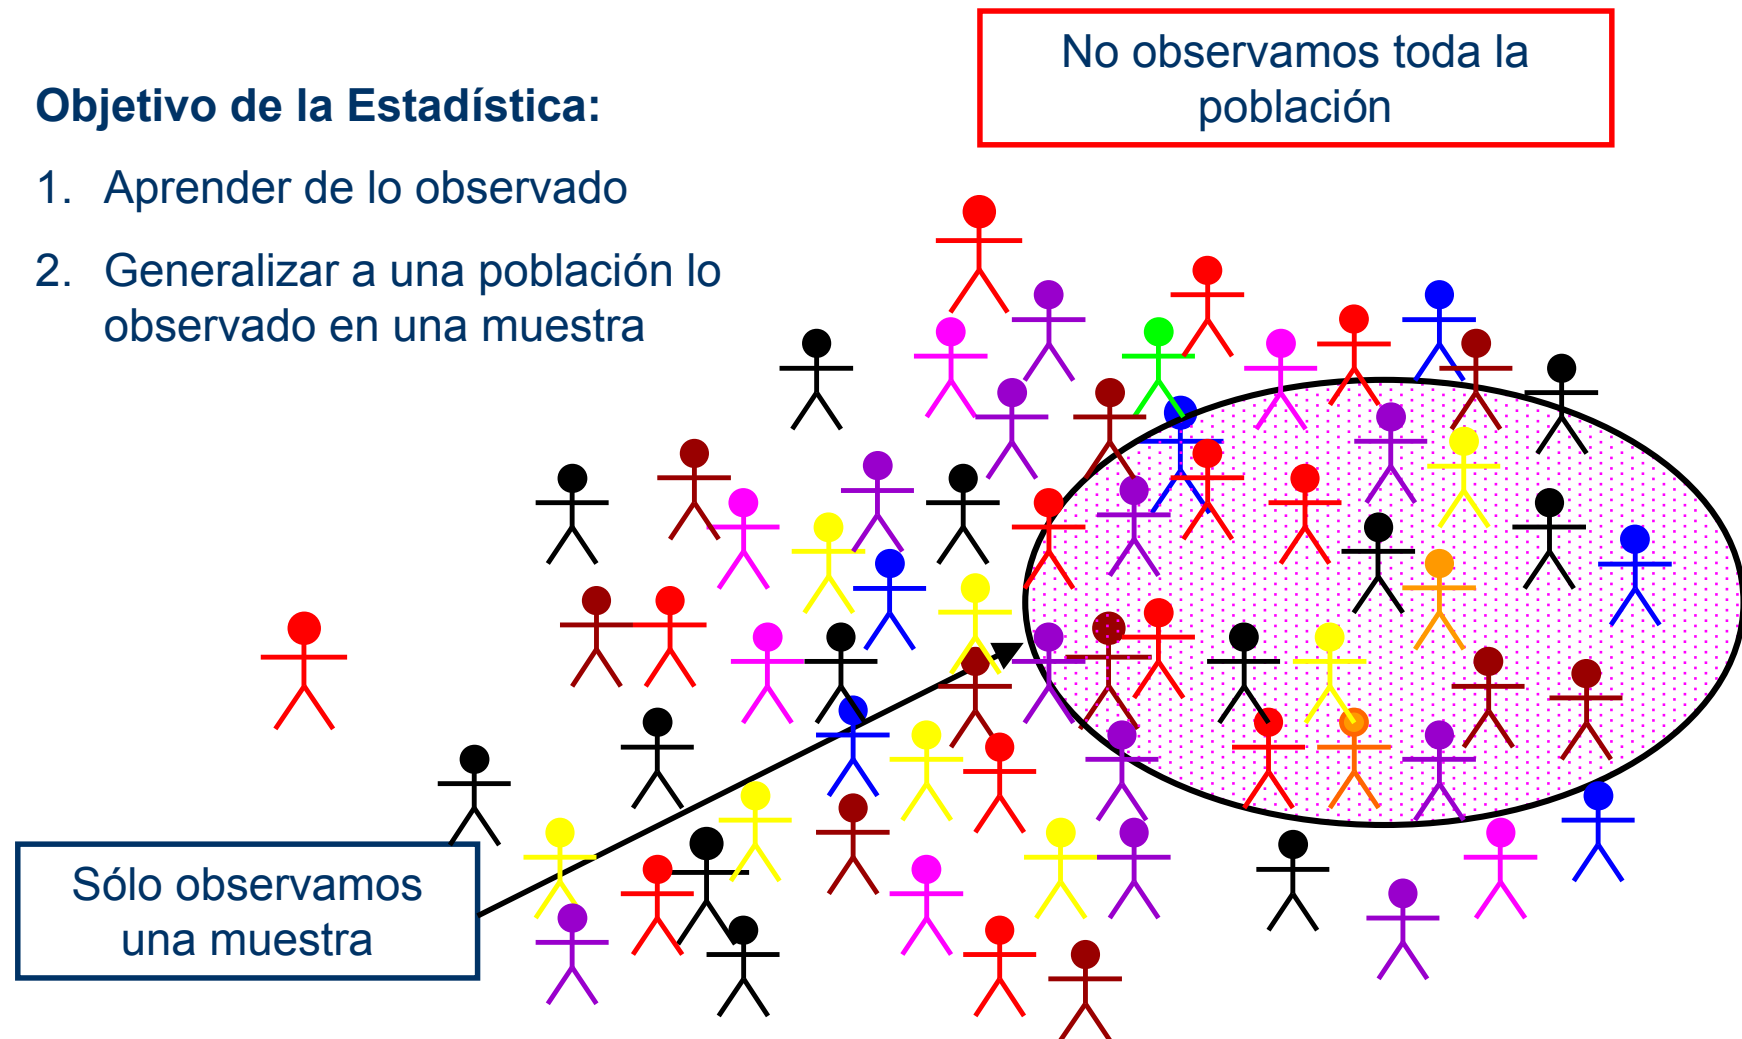 No observamos toda la
población
Objetivo de la Estadística:
1. Aprender de lo observado
2. Generalizar a una población lo
observado en una muestra
Sólo observamos
una muestra